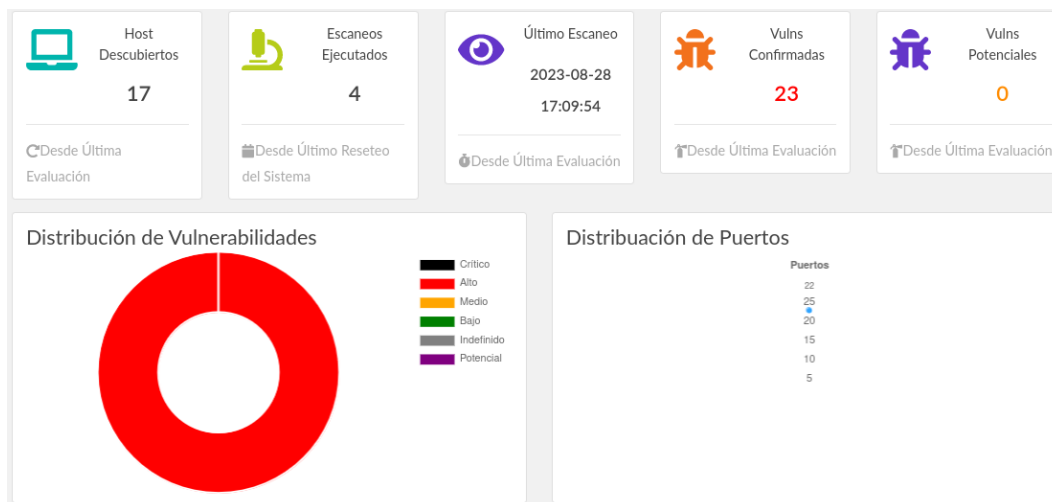 Host
Descubiertos
17
Desde Última
Evaluación
Escaneos
Ejecutados
4
Desde Último Reseteo
del Sistema
Último Escaneo
2023-08-28
17:09:54
Desde Última Evaluación
Vulns
Confirmadas
23
Desde Última Evaluación
Vulns
Potenciales
0
Desde Última Evaluación
Distribución de Vulnerabilidades
Crítico
Alto
Medio
Bajo
Indefinido
Potencial
Distribuación de Puertos
Puertos
22
25
20
15
10
5